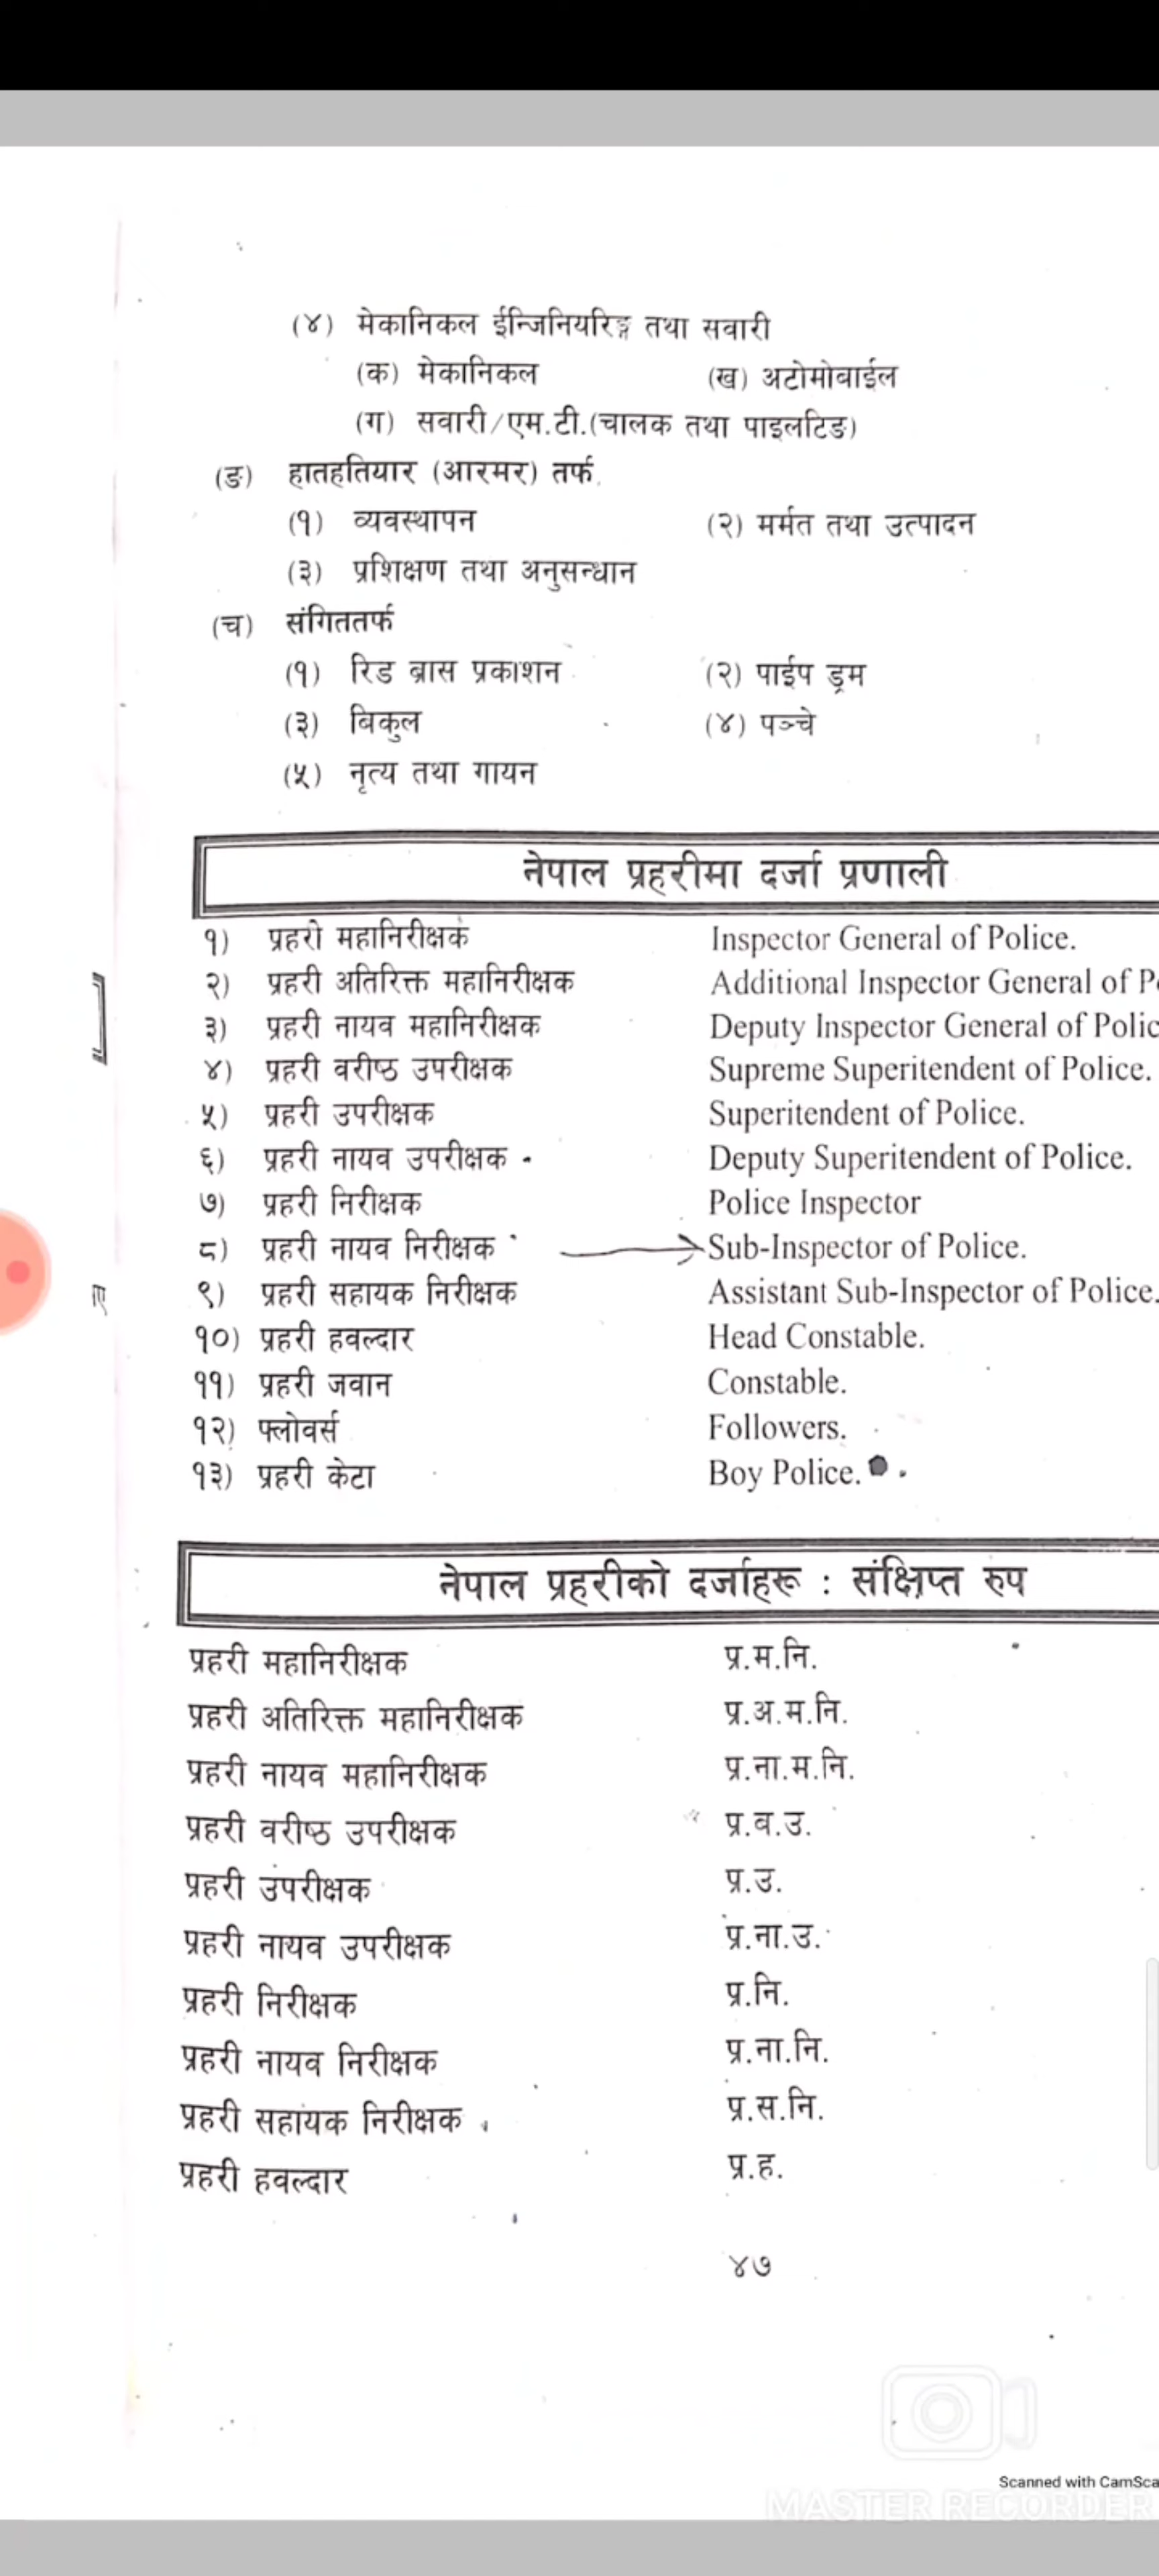 (४) मेकानिकल ईन्जिनियरिङ्ग तथा सवारी
(क) मेकानिकल (ख) अटोमोबाईल
(ग) सवारी/एम.टी.(चालक तथा पाइलटिङ)
(ङ) हातहतियार (आरमर) तर्फ
(१) व्यवस्थापन (२) मर्मत तथा उत्पादन
(३) प्रशिक्षण तथा अनुसन्धान
(च) संगिततर्फ
(१) रिड ब्रास प्रकाशन (२) पाईप ड्रम
(३) बिकुल (४) पञ्चे
(५) नृत्य तथा गायन
नेपाल प्रहरीमा दर्जा प्रणाली
१) प्रहरी महानिरीक्षक Inspector General of Police.
२) प्रहरी अतिरिक्त महानिरीक्षक Additional Inspector General of
३) प्रहरी नायव महानिरीक्षक Deputy Inspector General of Polic
४) प्रहरी वरीष्ठ उपरीक्षक Supreme Superitendent of Police.
५) प्रहरी उपरीक्षक Superitendent of Police.
६) प्रहरी नायव उपरीक्षक Deputy Superitendent of Police.
७) प्रहरी निरीक्षक Police Inspector
८) प्रहरी नायव निरीक्षक Sub-Inspector of Police.
९) प्रहरी सहायक निरीक्षक Assistant Sub-Inspector of Police.
१०) प्रहरी हवल्दार Head Constable.
११) प्रहरी जवान Constable.
१२) फ्लोवर्स Followers.
१३) प्रहरी केटा Boy Police.
नेपाल प्रहरीको दर्जाहरू : संक्षिप्त रुप
प्रहरी महानिरीक्षक प्र.म.नि.
प्रहरी अतिरिक्त महानिरीक्षक प्र.अ.म.नि.
प्रहरी नायव महानिरीक्षक प्र.ना.म.नि.
प्रहरी वरीष्ठ उपरीक्षक प्र.व.उ.
प्रहरी उपरीक्षक प्र.उ.
प्रहरी नायव उपरीक्षक प्र.ना.उ.
प्रहरी निरीक्षक प्र.नि.
प्रहरी नायव निरीक्षक प्र.ना.नि.
प्रहरी सहायक निरीक्षक प्र.स.नि.
प्रहरी हवल्दार प्र.ह.
४७
Scanned with CamSca
MASTER RECORDER